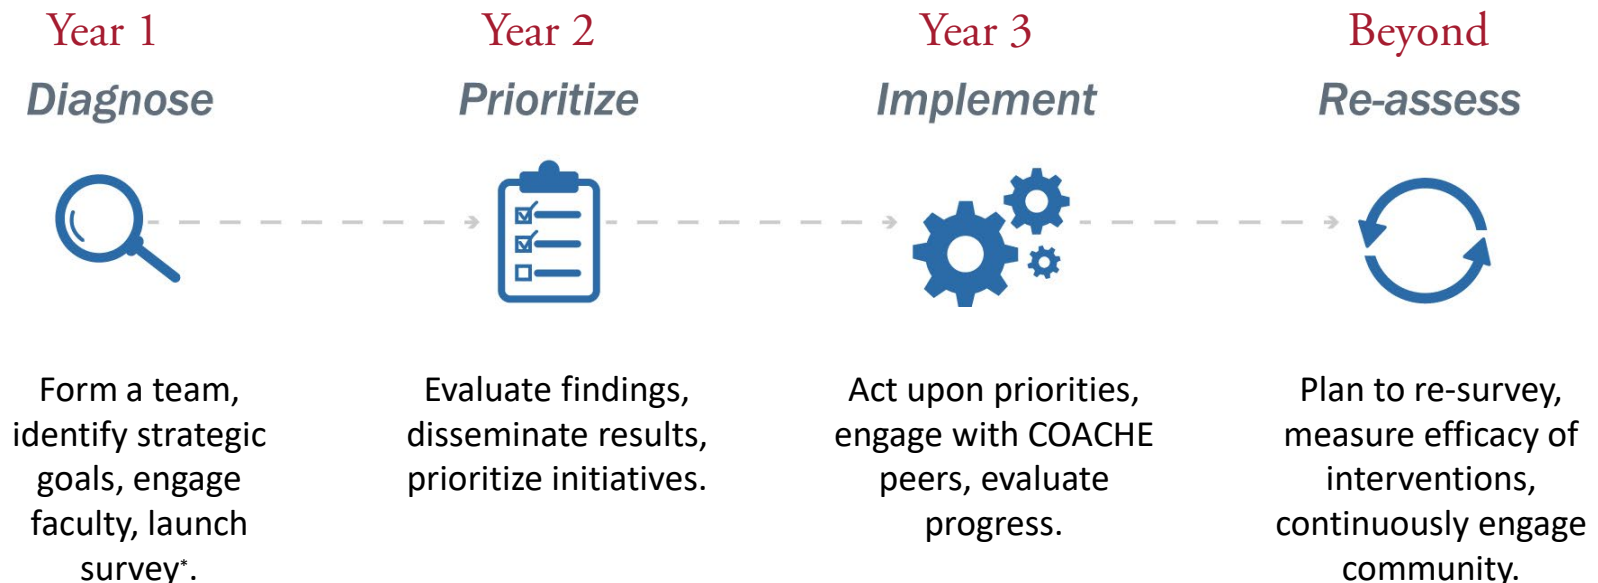 Year 1
Diagnose
Form a team,
identify strategic
goals, engage
faculty, launch
survey*.
Year 2
Prioritize
Evaluate findings,
disseminate results,
prioritize initiatives.
Year 3
Implement
Act upon priorities,
engage with COACHE
peers, evaluate
progress.
Beyond
Re-assess
Plan to re-survey,
measure efficacy of
interventions,
continuously engage
community.